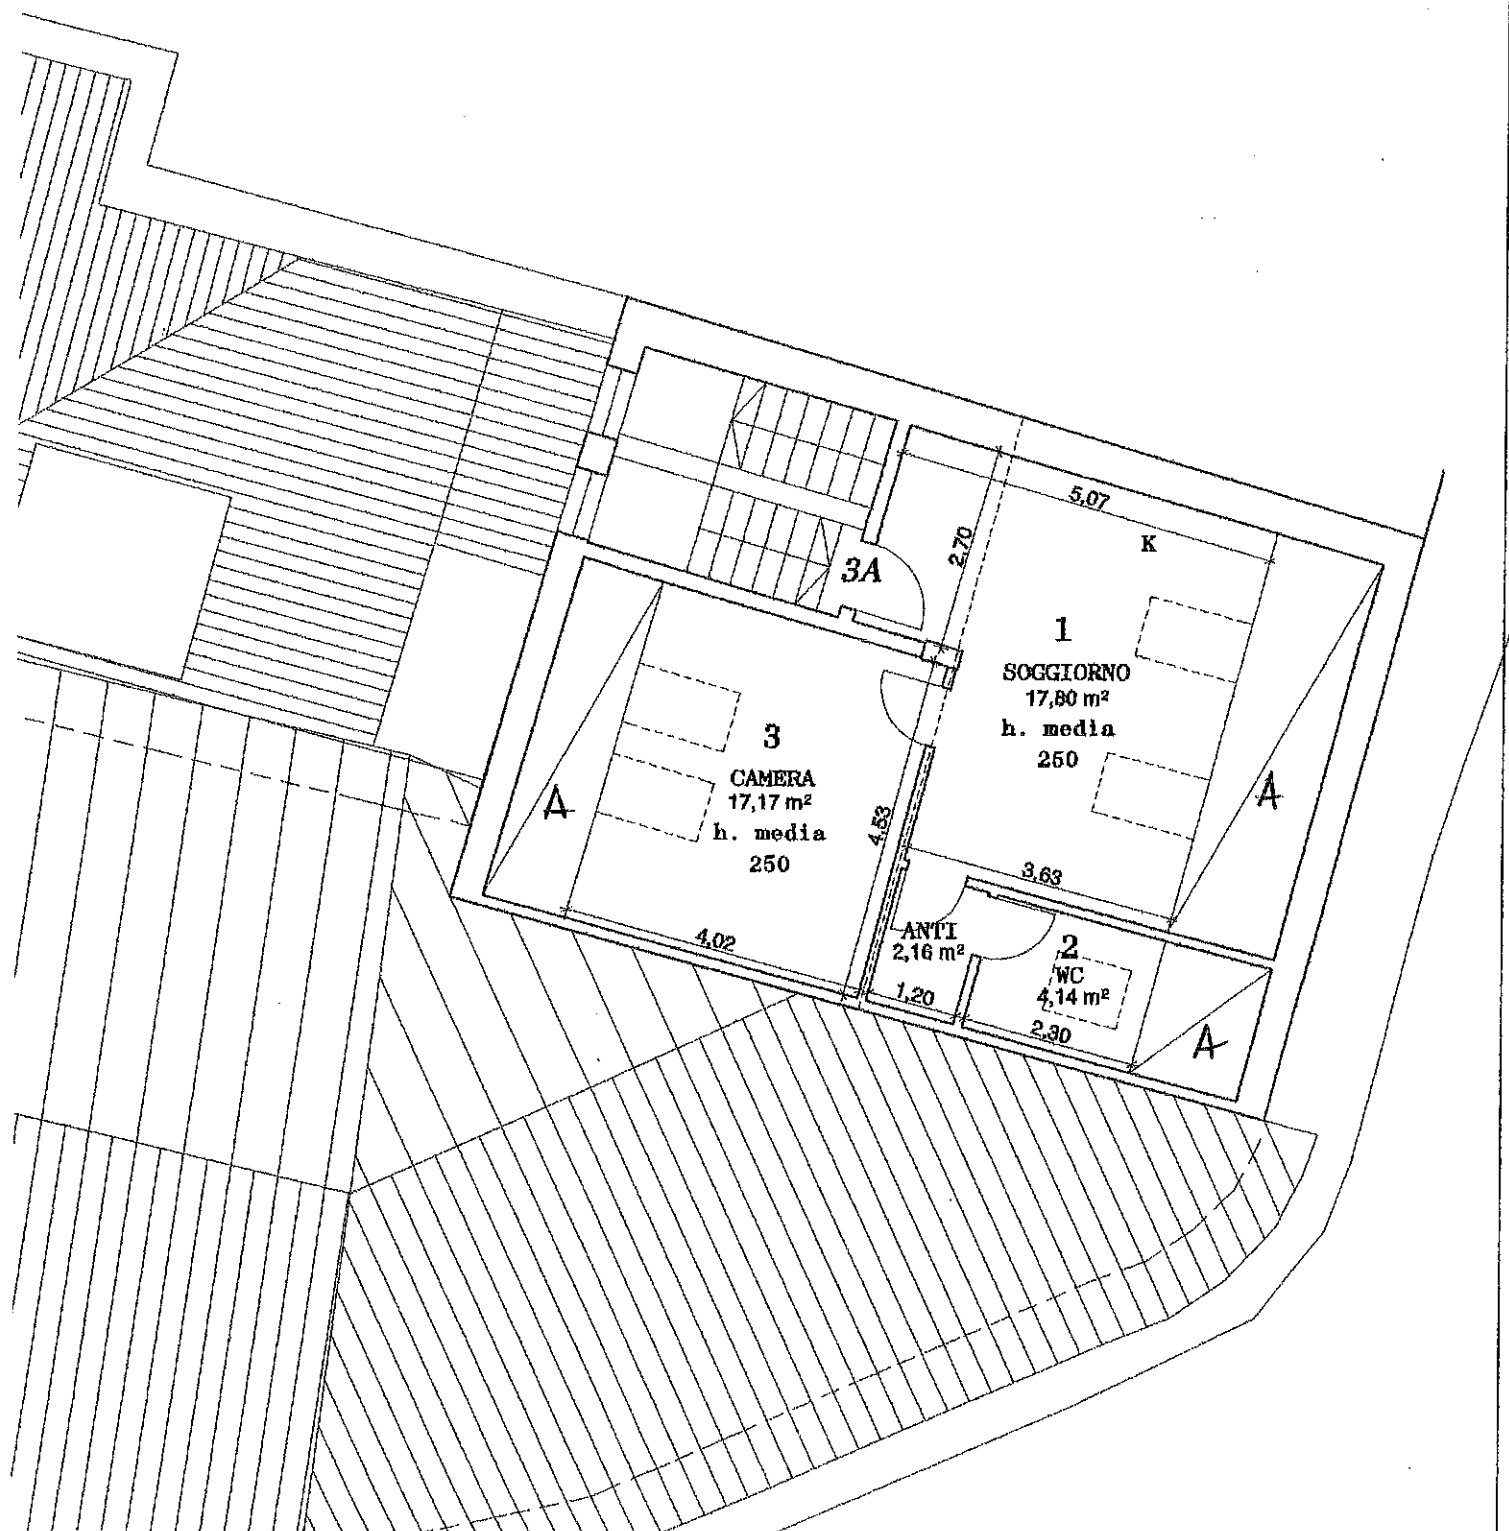 5,07
2,70
K
3A
1
SOGGIORNO
17,80 m²
h. media
250
3
CAMERA
17,17 m²
h. media
250
A
4,53
A
3,63
4,02
ANTI
2,16 m²
2
WC
4,14 m²
1,20
2,30
A